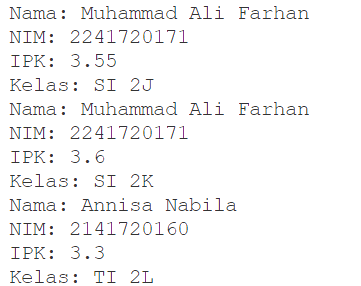 Nama: Muhammad Ali Farhan
NIM: 2241720171
IPK: 3.55
Kelas: SI 2J
Nama: Muhammad Ali Farhan
NIM: 2241720171
IPK: 3.6
Kelas: SI 2K
Nama: Annisa Nabila
NIM: 2141720160
IPK: 3.3
Kelas: TI 2L